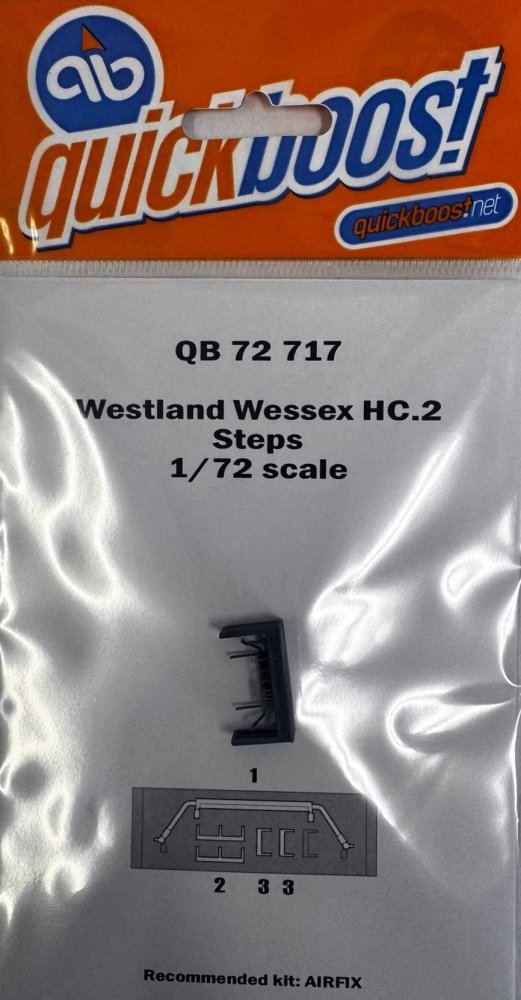 qb
quickboost
quickboost.net
QB 72 717
Westland Wessex HC.2
Steps
1/72 scale
1
2 3 3
Recommended kit: AIRFIX